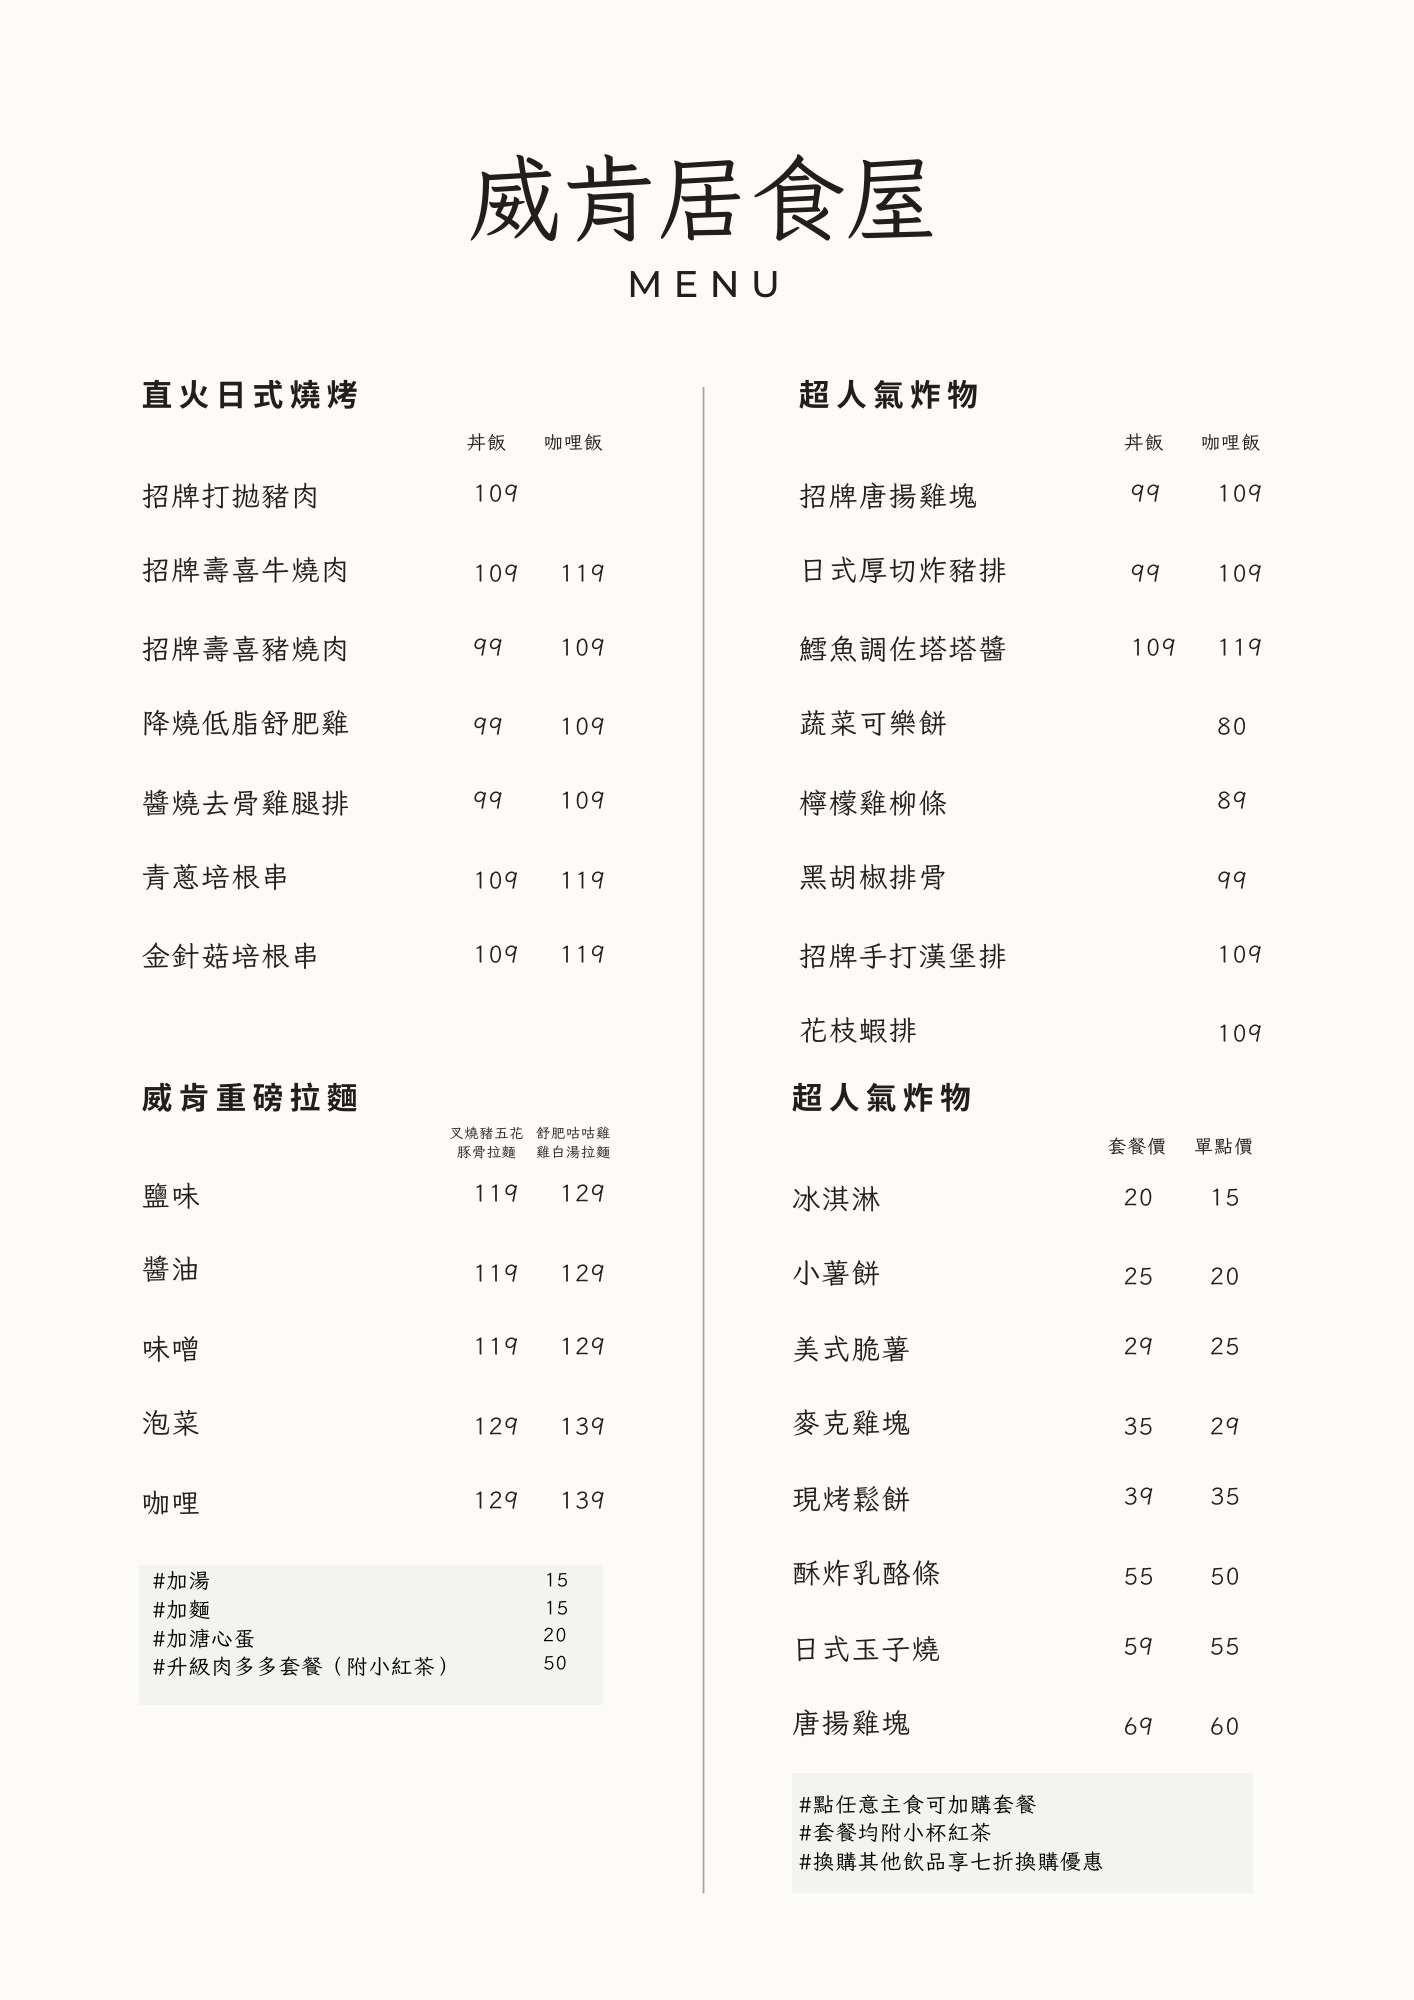 威肯居食屋
MENU
直火日式燒烤
丼飯 咖哩飯
招牌打拋豬肉 109
招牌壽喜牛燒肉 109 119
招牌壽喜豬燒肉 99 109
降燒低脂舒肥雞 99 109
醬燒去骨雞腿排 99 109
青蔥培根串 109 119
金針菇培根串 109 119
威肯重磅拉麵
叉燒豬五花 舒肥咕咕雞
豚骨拉麵 雞白湯拉麵
鹽味 119 129
醬油 119 129
味噌 119 129
泡菜 129 139
咖哩 129 139
#加湯 15
#加麵 15
#加溏心蛋 20
#升級肉多多套餐（附小紅茶） 50
超人氣炸物
丼飯 咖哩飯
招牌唐揚雞塊 99 109
日式厚切炸豬排 99 109
鱈魚調佐塔塔醬 109 119
蔬菜可樂餅 80
檸檬雞柳條 89
黑胡椒排骨 99
招牌手打漢堡排 109
花枝蝦排 109
超人氣炸物
套餐價 單點價
冰淇淋 20 15
小薯餅 25 20
美式脆薯 29 25
麥克雞塊 35 29
現烤鬆餅 39 35
酥炸乳酪條 55 50
日式玉子燒 59 55
唐揚雞塊 69 60
#點任意主食可加購套餐
#套餐均附小杯紅茶
#換購其他飲品享七折換購優惠